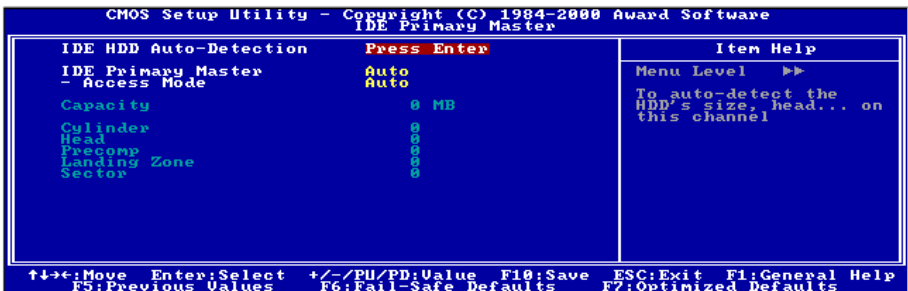 CMOS Setup Utility - Copyright (C) 1984-2000 Award Software
IDE Primary Master
IDE HDD Auto-Detection Press Enter
Item Help
IDE Primary Master Auto
- Access Mode Auto
Capacity 0 MB
Cylinder 0
Head 0
Precomp 0
Landing Zone 0
Sector 0
Menu Level ▶▶
To auto-detect the
HDD's size, head... on
this channel
↑↓→←:Move Enter:Select +/-/PU/PD:Value F10:Save ESC:Exit F1:General Help
F5:Previous Values F6:Fail-Safe Defaults F7:Optimized Defaults